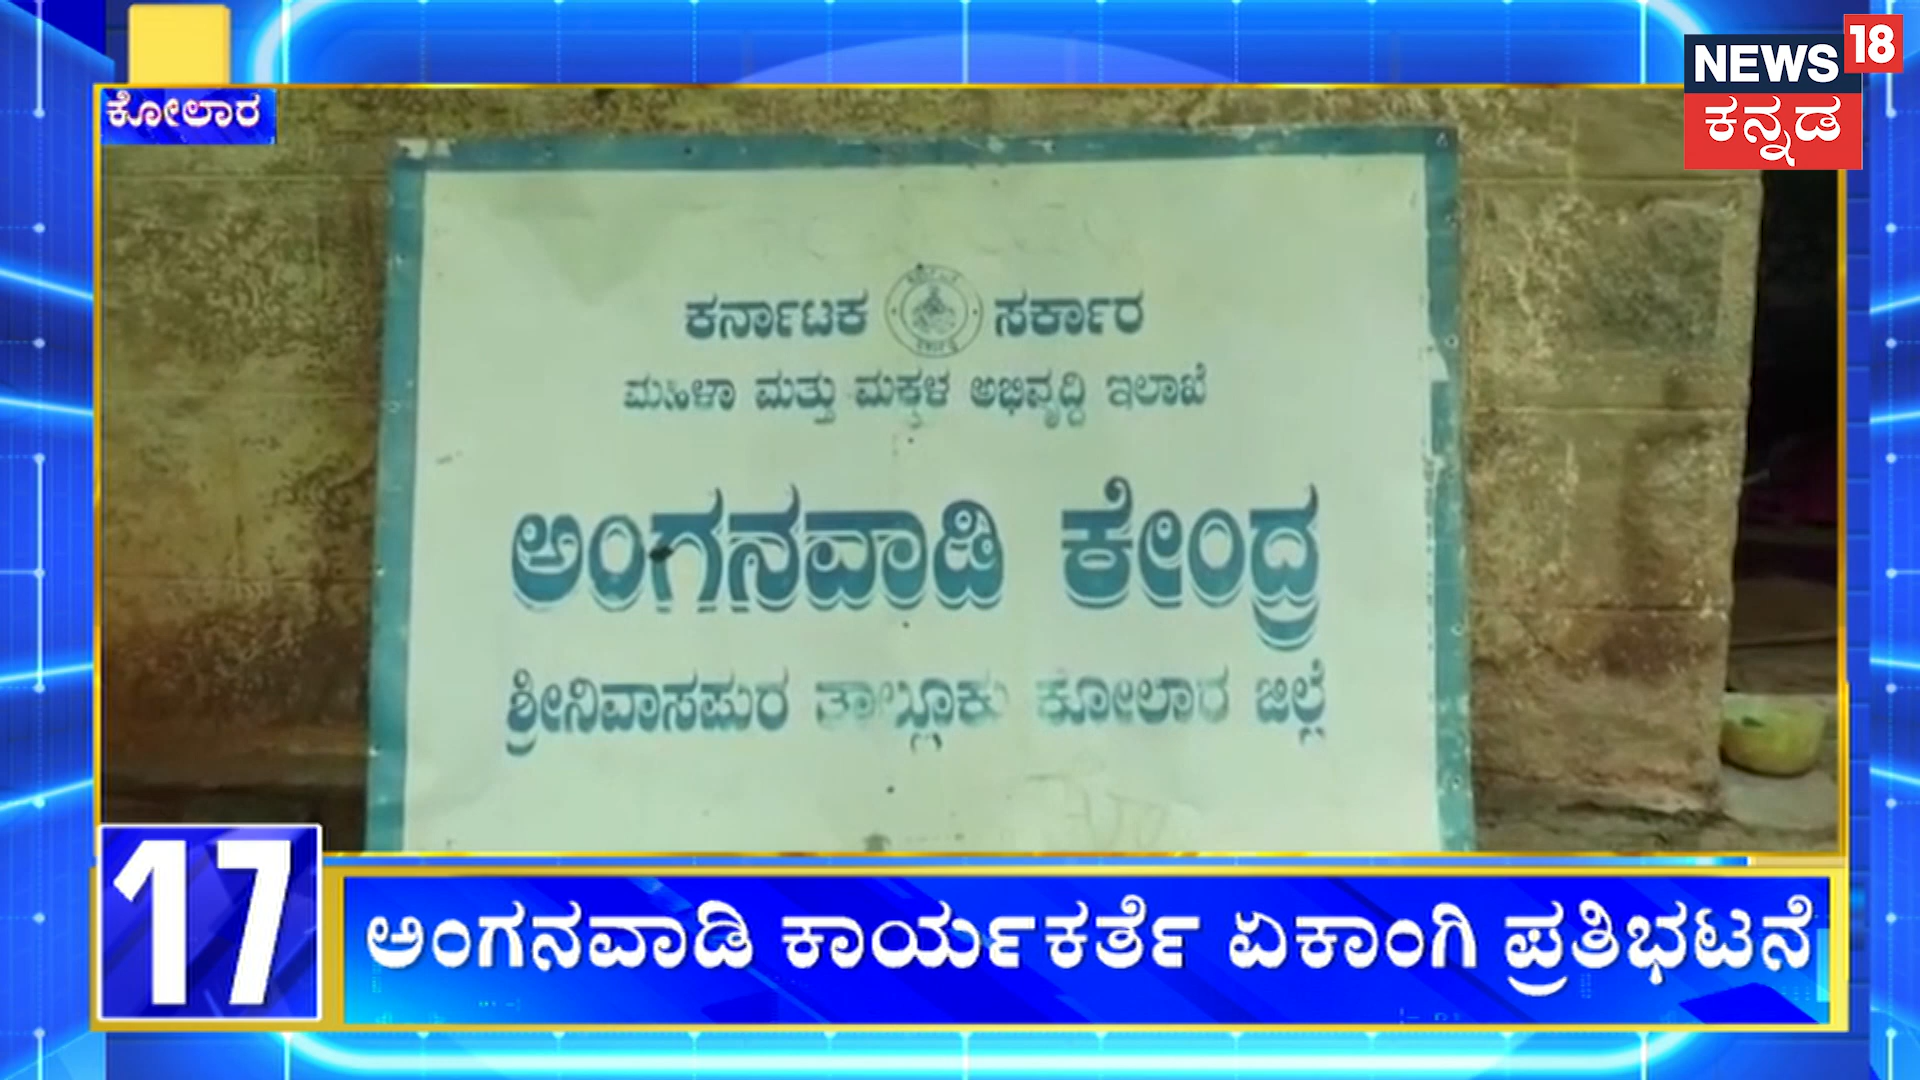 NEWS 18
ಕನ್ನಡ
ಕೋಲಾರ
ಕರ್ನಾಟಕ ಸರ್ಕಾರ
ಮಹಿಳಾ ಮತ್ತು ಮಕ್ಕಳ ಅಭಿವೃದ್ಧಿ ಇಲಾಖೆ
ಅಂಗನವಾಡಿ ಕೇಂದ್ರ
ಶ್ರೀನಿವಾಸಪುರ ತಾಲ್ಲೂಕು ಕೋಲಾರ ಜಿಲ್ಲೆ
17
ಅಂಗನವಾಡಿ ಕಾರ್ಯಕರ್ತೆ ಏಕಾಂಗಿ ಪ್ರತಿಭಟನೆ